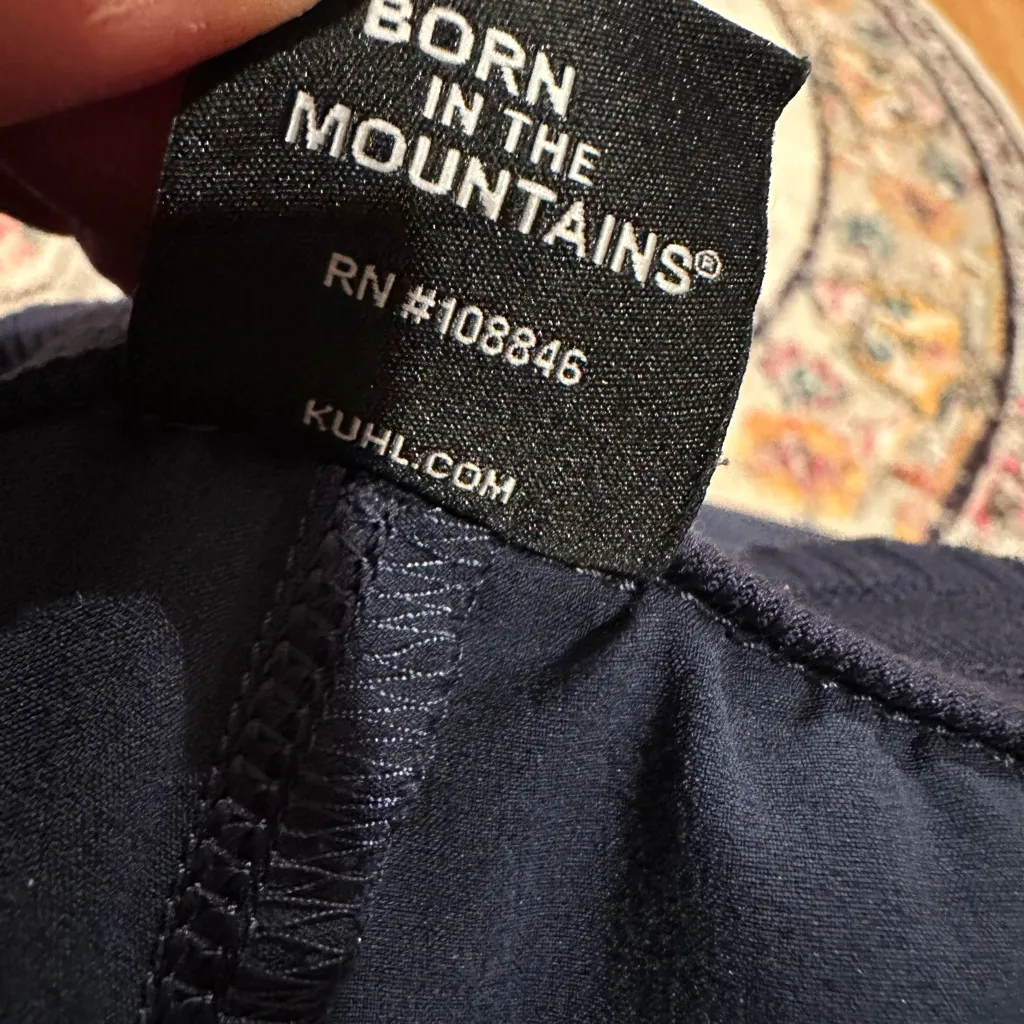 BORN
IN THE
MOUNTAINS®
RN #108846
KUHL.COM